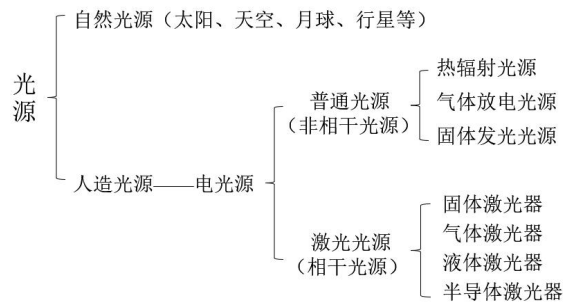 光源
自然光源（太阳、天空、月球、行星等）
人造光源——电光源
普通光源
（非相干光源）
热辐射光源
气体放电光源
固体发光光源
激光光源
（相干光源）
固体激光器
气体激光器
液体激光器
半导体激光器